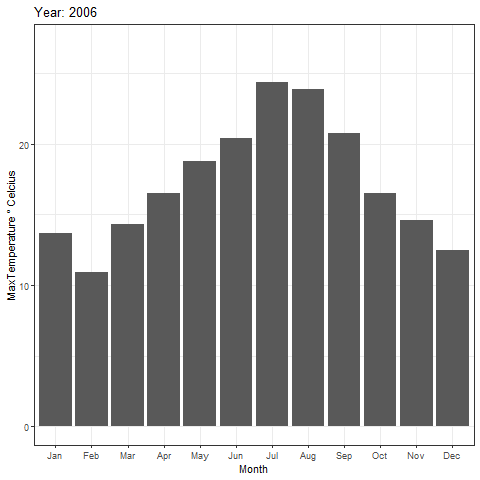 Year: 2006
MaxTemperature ° Celcius
20
10
0
Jan Feb Mar Apr May Jun Jul Aug Sep Oct Nov Dec
Month